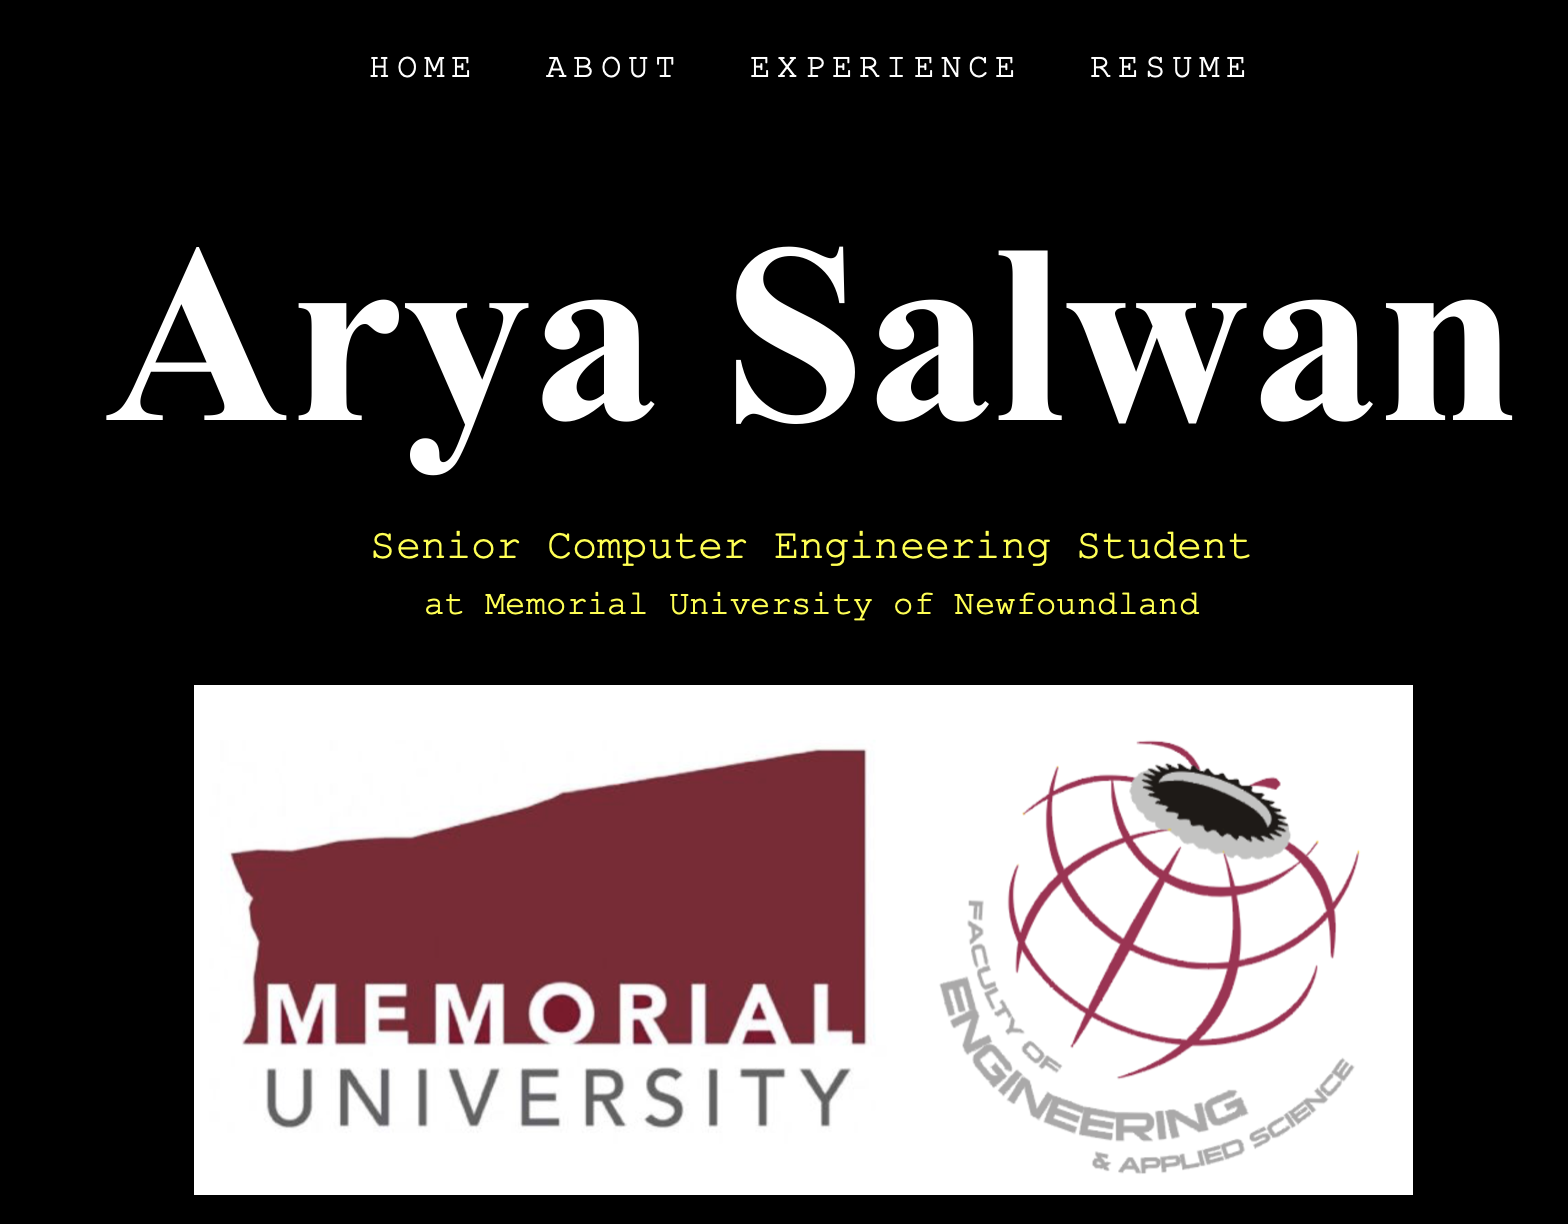 HOME ABOUT EXPERIENCE RESUME
Arya Salwan
Senior Computer Engineering Student
at Memorial University of Newfoundland
MEMORIAL
UNIVERSITY
FACULTY OF
ENGINEERING
& APPLIED SCIENCE